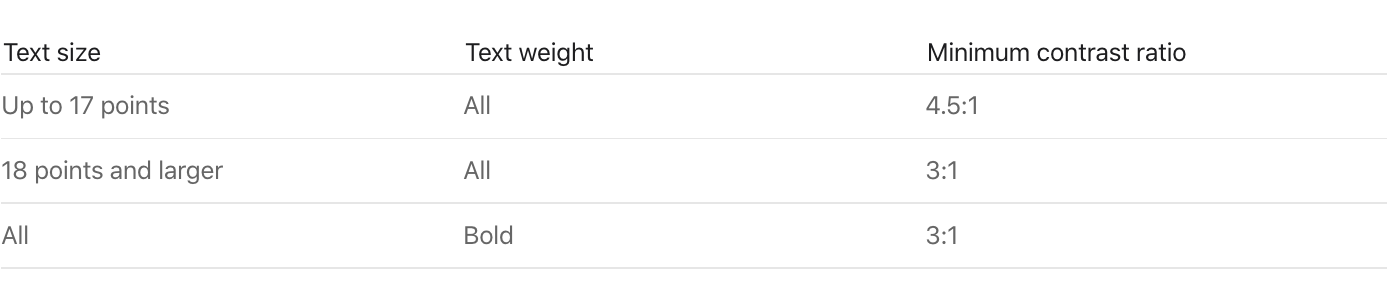 Text size Text weight Minimum contrast ratio
Up to 17 points All 4.5:1
18 points and larger All 3:1
All Bold 3:1